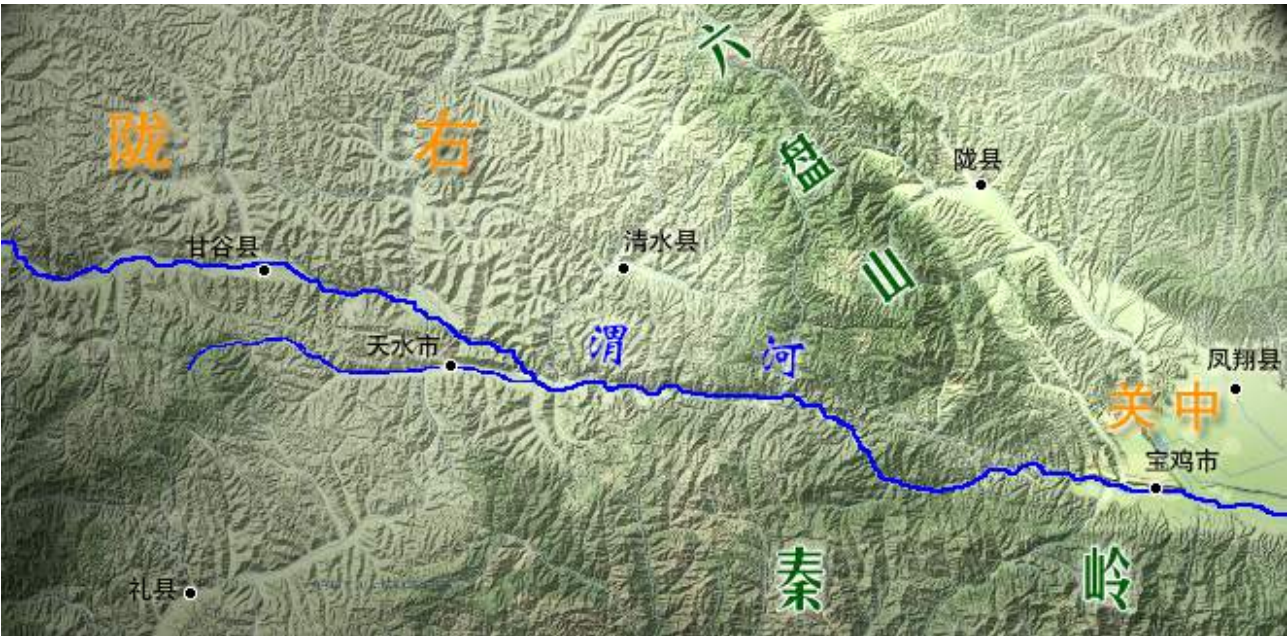 六
盘
山
陇 右
陇县
甘谷县
清水县
渭 河
天水市
凤翔县
关中
宝鸡市
秦 岭
礼县